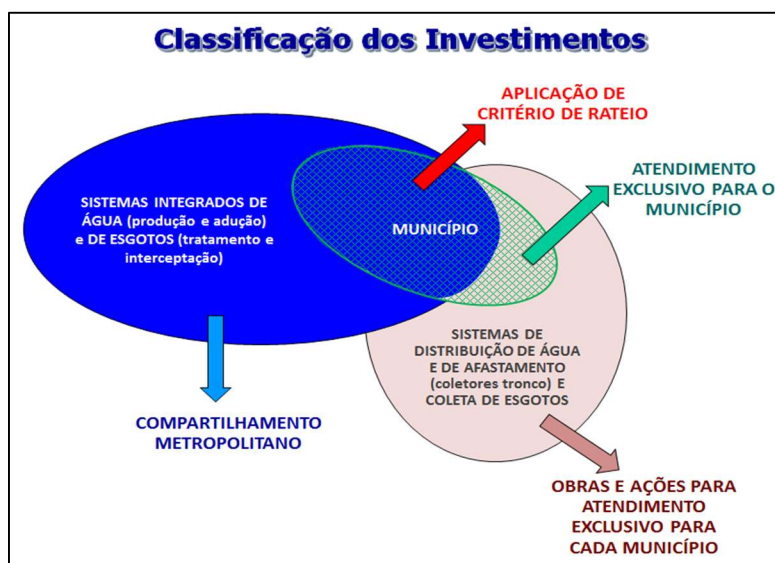 Classificação dos Investimentos
APLICAÇÃO DE
CRITÉRIO DE RATEIO
ATENDIMENTO
EXCLUSIVO PARA O
MUNICÍPIO
SISTEMAS INTEGRADOS DE
ÁGUA (produção e adução)
e DE ESGOTOS (tratamento e
interceptação)
MUNICÍPIO
SISTEMAS DE
DISTRIBUIÇÃO DE ÁGUA
E DE AFASTAMENTO
(coletores tronco) E
COLETA DE ESGOTOS
COMPARTILHAMENTO
METROPOLITANO
OBRAS E AÇÕES PARA
ATENDIMENTO
EXCLUSIVO PARA
CADA MUNICÍPIO